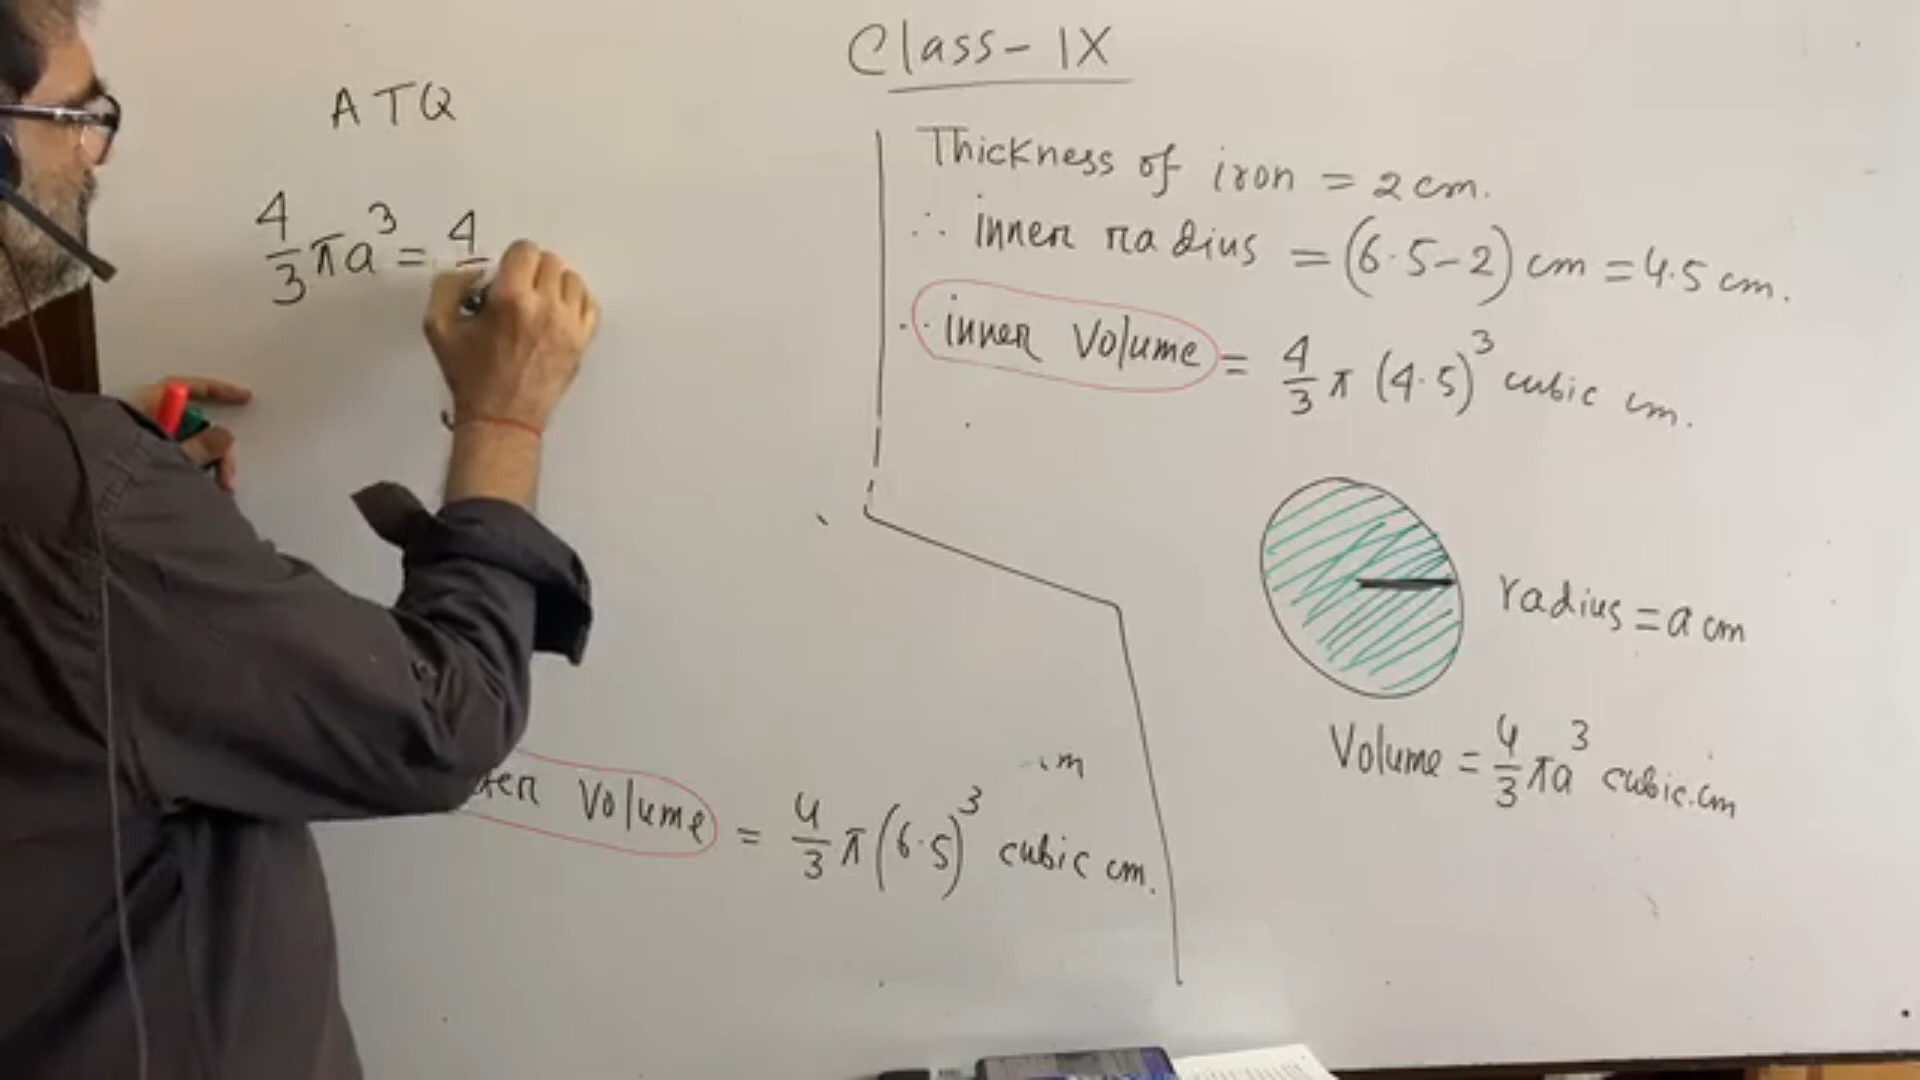 Class-IX
ATQ
4/3 πa³ = 4
Thickness of iron = 2 cm.
∴ inner radius = (6.5-2) cm = 4.5 cm.
∴ inner Volume = 4/3 π (4.5)³ cubic cm.
radius = a cm
Volume = 4/3 πa³ cubic.cm
Volume = 4/3 π (6.5)³ cubic cm.